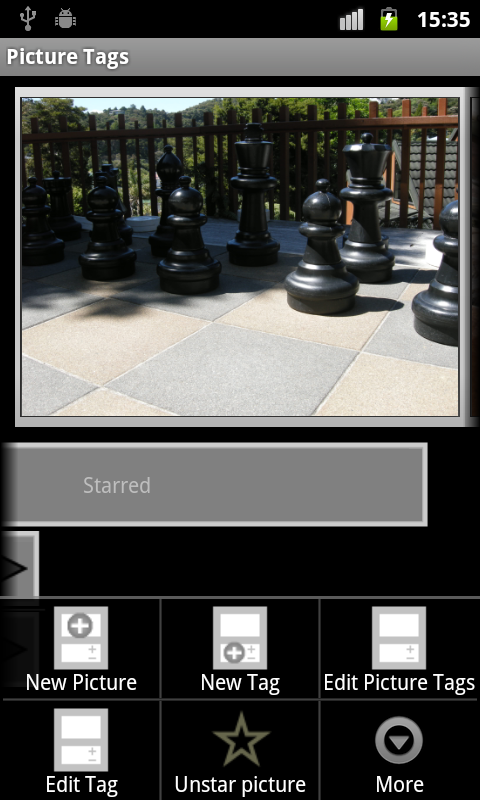 15:35
Picture Tags
Starred
New Picture
New Tag
Edit Picture Tags
Edit Tag
Unstar picture
More